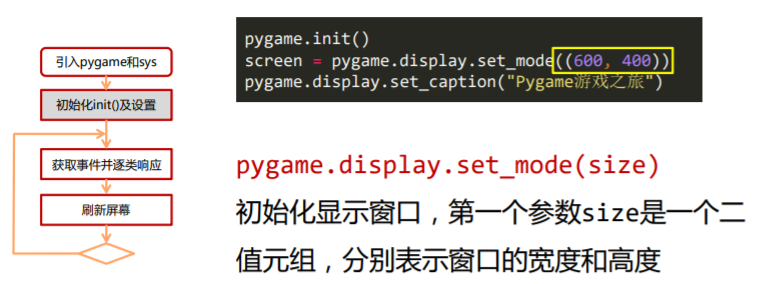 引入pygame和sys
初始化init()及设置
获取事件并逐类响应
刷新屏幕
pygame.init()
screen = pygame.display.set_mode((600, 400))
pygame.display.set_caption("Pygame游戏之旅")
pygame.display.set_mode(size)
初始化显示窗口，第一个参数size是一个二
值元组，分别表示窗口的宽度和高度